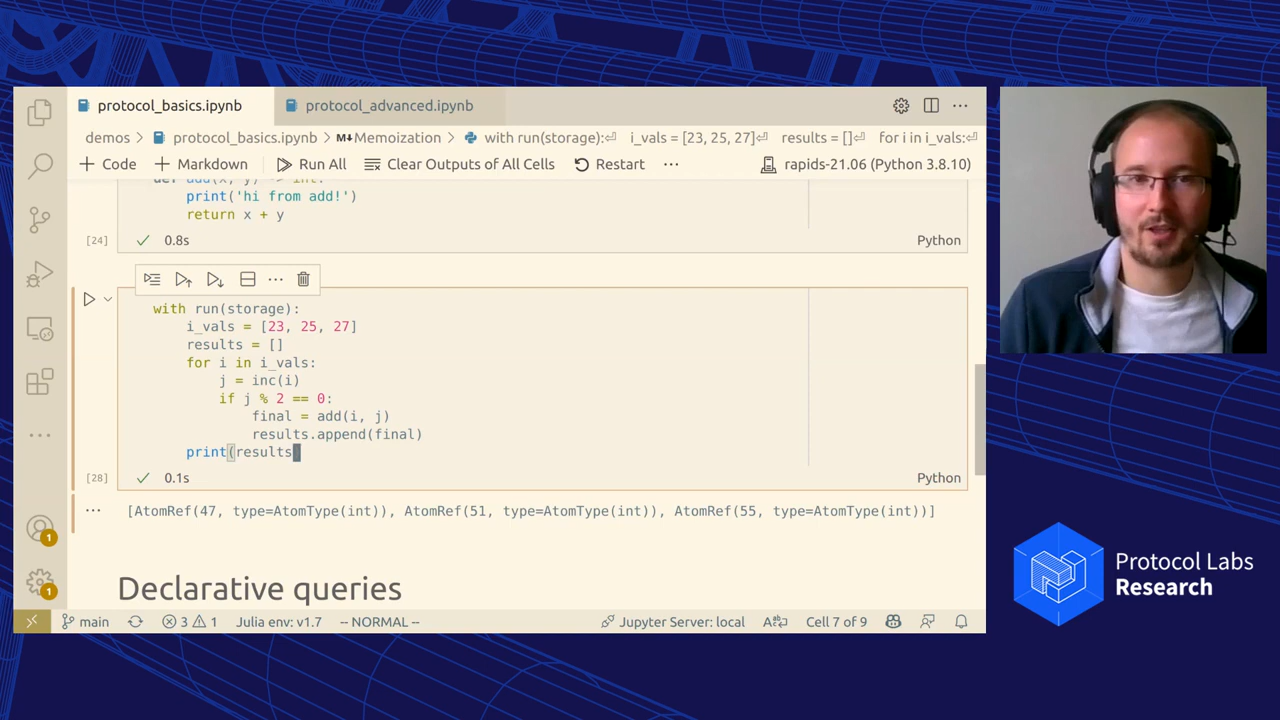 protocol_basics.ipynb
protocol_advanced.ipynb
demos > protocol_basics.ipynb > M↓Memoization > with run(storage):⏎ i_vals = [23, 25, 27]⏎ results = []⏎ for i in i_vals:⏎
+ Code + Markdown Run All Clear Outputs of All Cells Restart ··· rapids-21.06 (Python 3.8.10)
def add(x, y) -> int:
print('hi from add!')
return x + y
[24] 0.8s Python
with run(storage):
i_vals = [23, 25, 27]
results = []
for i in i_vals:
j = inc(i)
if j % 2 == 0:
final = add(i, j)
results.append(final)
print(results)
[28] 0.1s Python
[AtomRef(47, type=AtomType(int)), AtomRef(51, type=AtomType(int)), AtomRef(55, type=AtomType(int))]
Declarative queries
1
1
main 3 1 Julia env: v1.7 -- NORMAL -- Jupyter Server: local Cell 7 of 9
Protocol Labs
Research